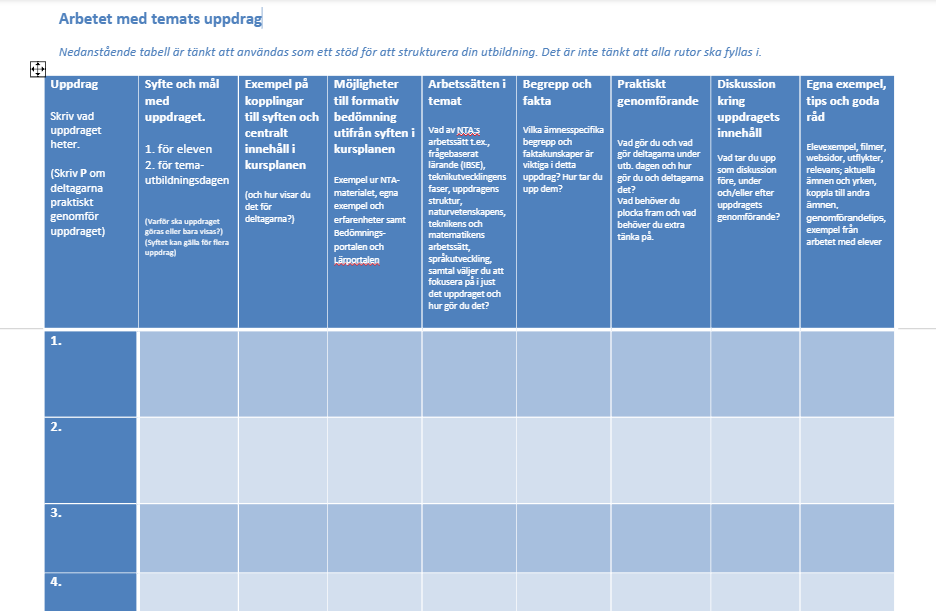 Arbetet med temats uppdrag
Nedanstående tabell är tänkt att användas som ett stöd för att strukturera din utbildning. Det är inte tänkt att alla rutor ska fyllas i.
Uppdrag
Skriv vad
uppdraget
heter.
(Skriv P om
deltagarna
praktiskt
genomför
uppdraget)
Syfte och mål
med
uppdraget.
1. för eleven
2. för tema-
utbildningsdagen
(Varför ska uppdraget
göras eller bara visas?)
(Syftet kan gälla för flera
uppdrag)
Exempel på
kopplingar
till syften och
centralt
innehåll i
kursplanen
(och hur visar du
det för
deltagarna?)
Möjligheter
till formativ
bedömning
utifrån syften i
kursplanen
Exempel ur NTA-
materialet, egna
exempel och
erfarenheter samt
Bedömnings-
portalen och
Lärportalen
Arbetssätten i
temat
Vad av NTA:s
arbetssätt t.ex.,
frågebaserat
lärande (IBSE),
teknikutvecklingens
faser, uppdragens
struktur,
naturvetenskapens,
teknikens och
matematikens
arbetssätt,
språkutveckling,
samtal väljer du att
fokusera på i just
det uppdraget och
hur gör du det?
Begrepp och
fakta
Vilka ämnesspecifika
begrepp och
faktakunskaper är
viktiga i detta
uppdrag? Hur tar du
upp dem?
Praktiskt
genomförande
Vad gör du och vad
gör deltagarna under
utb. dagen och hur
gör du och deltagarna
det?
Vad behöver du
plocka fram och vad
behöver du extra
tänka på.
Diskussion
kring
uppdragets
innehåll
Vad tar du upp
som diskussion
före, under
och/eller efter
uppdragets
genomförande?
Egna exempel,
tips och goda
råd
Elevexempel, filmer,
websidor, utflykter,
relevans; aktuella
ämnen och yrken,
koppla till andra
ämnen,
genomförandetips,
exempel från
arbetet med elever
1.
2.
3.
4.